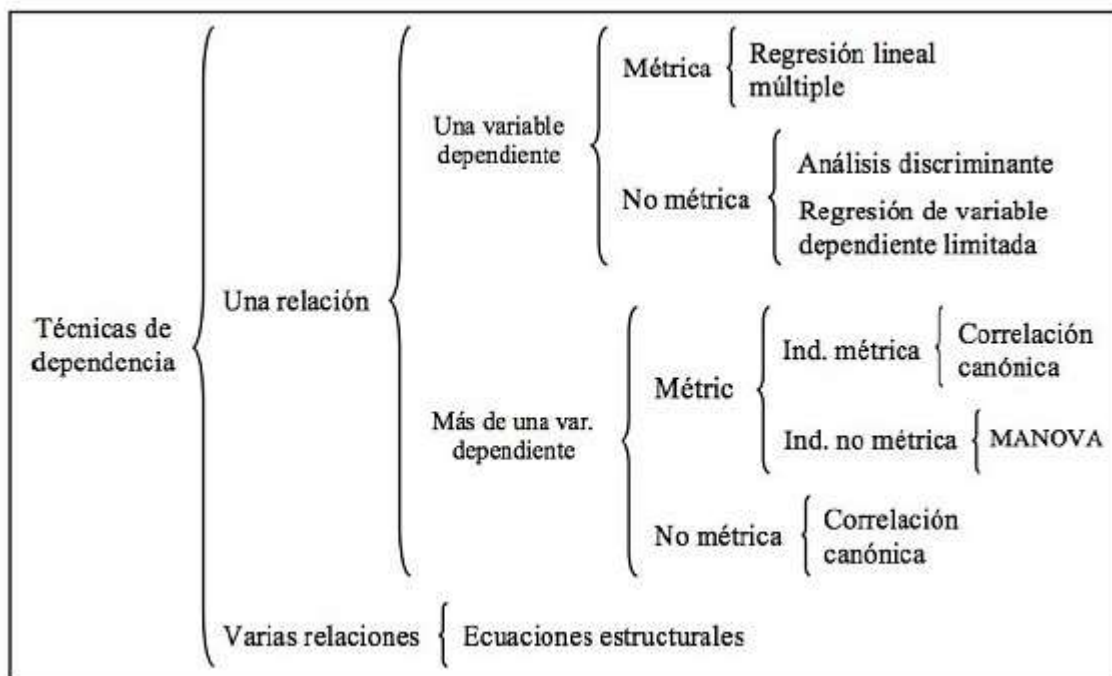 Técnicas de
dependencia
Una relación
Una variable
dependiente
Métrica
Regresión lineal
múltiple
No métrica
Análisis discriminante
Regresión de variable
dependiente limitada
Más de una var.
dependiente
Métric
Ind. métrica
Correlación
canónica
Ind. no métrica
MANOVA
No métrica
Correlación
canónica
Varias relaciones
Ecuaciones estructurales